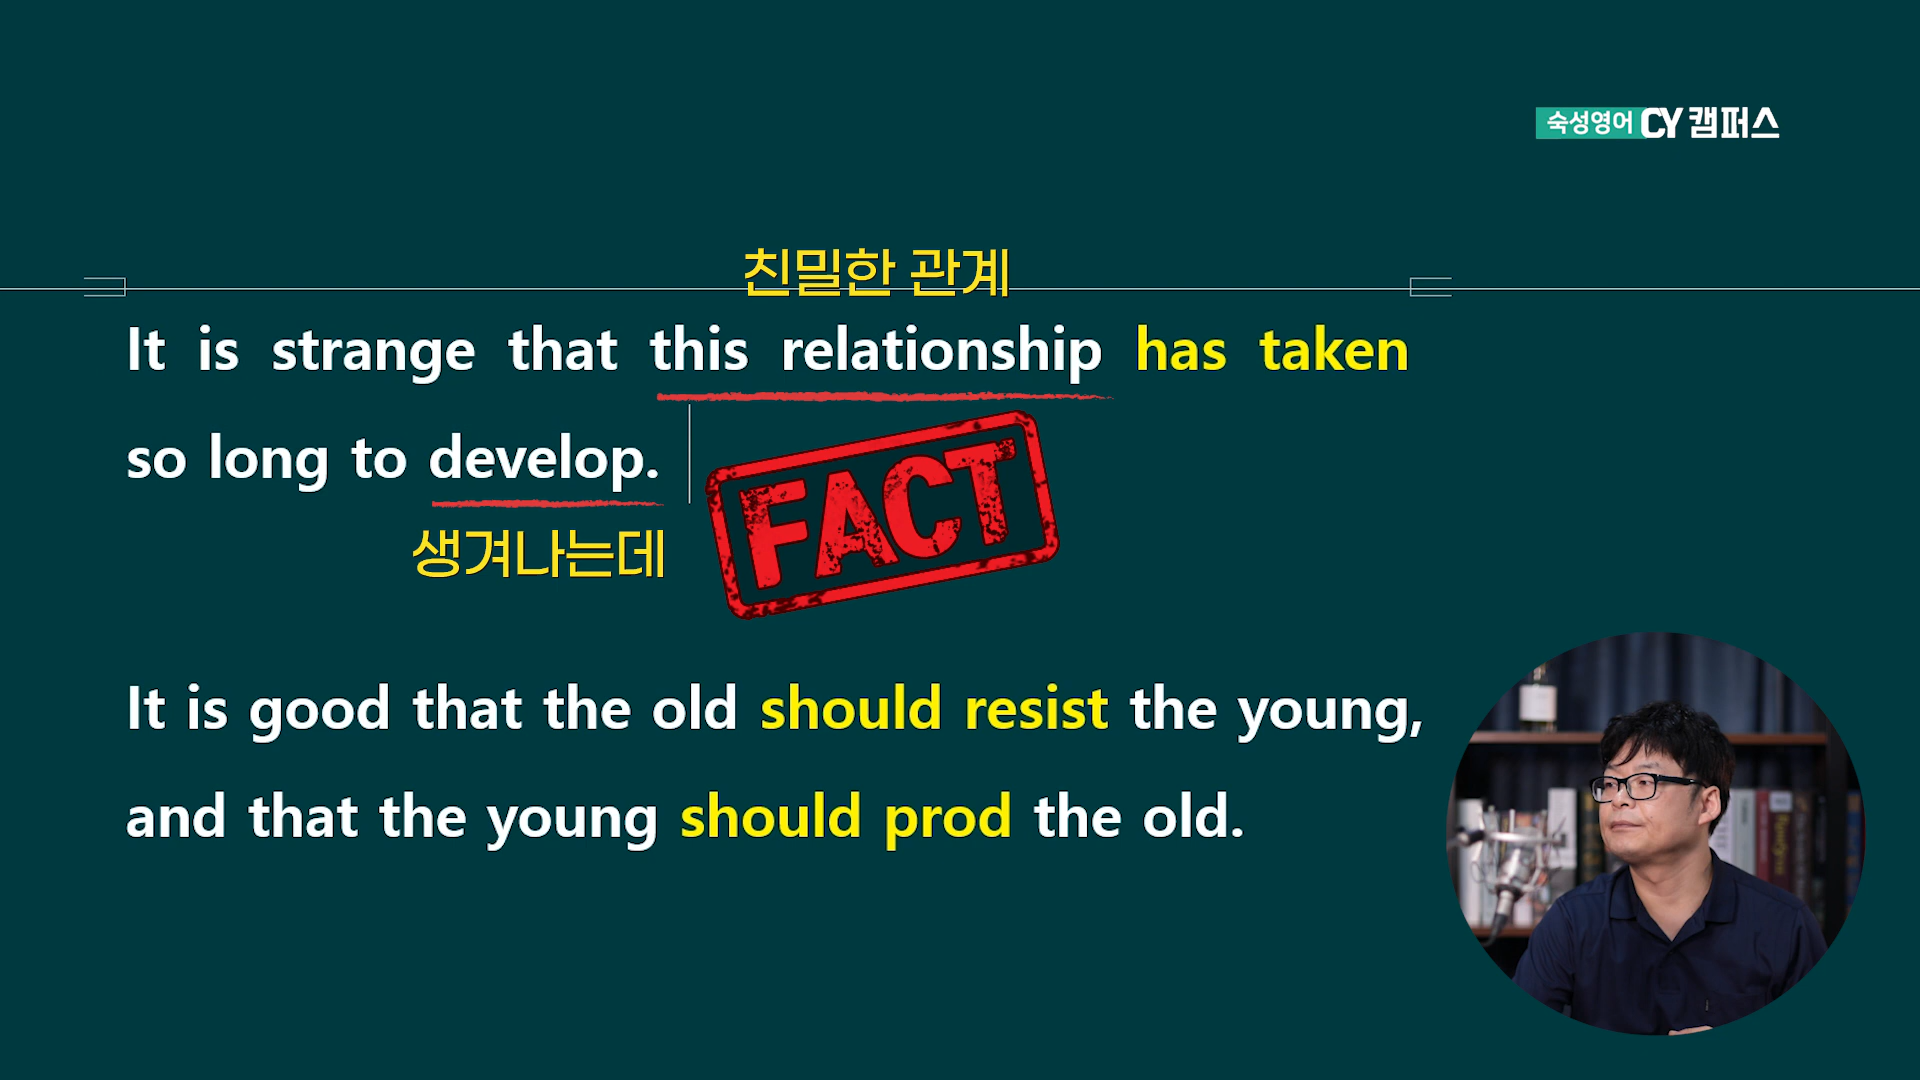 숙성영어 CY캠퍼스
친밀한 관계
It is strange that this relationship has taken
so long to develop.
생겨나는데
FACT
It is good that the old should resist the young,
and that the young should prod the old.